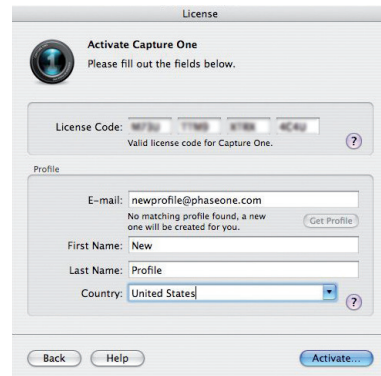 License
Activate Capture One
Please fill out the fields below.
License Code:
Valid license code for Capture One.
?
Profile
E-mail: newprofile@phaseone.com
No matching profile found, a new
one will be created for you.
Get Profile
First Name: New
Last Name: Profile
Country: United States
?
Back Help Activate...